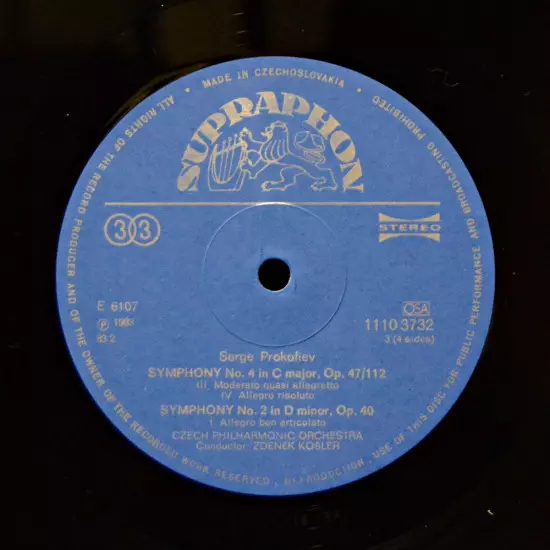 MADE IN CZECHOSLOVAKIA
ALL RIGHTS OF THE RECORD PRODUCER AND OF THE OWNER OF THE RECORDED WORK RESERVED, REPRODUCTION, USE OF THIS DISC FOR PUBLIC PERFORMANCE AND BROADCASTING PROHIBITED
SUPRAPHON
33
STEREO
E 6107
℗ 1983
83 2
OSA
1110 3732
3 (4 sides)
Serge Prokofiev
SYMPHONY No. 4 in C major, Op. 47/112
III Moderato quasi allegretto
IV Allegro risoluto
SYMPHONY No. 2 in D minor, Op. 40
I Allegro ben articolato
CZECH PHILHARMONIC ORCHESTRA
Conductor: ZDENEK KOSLER